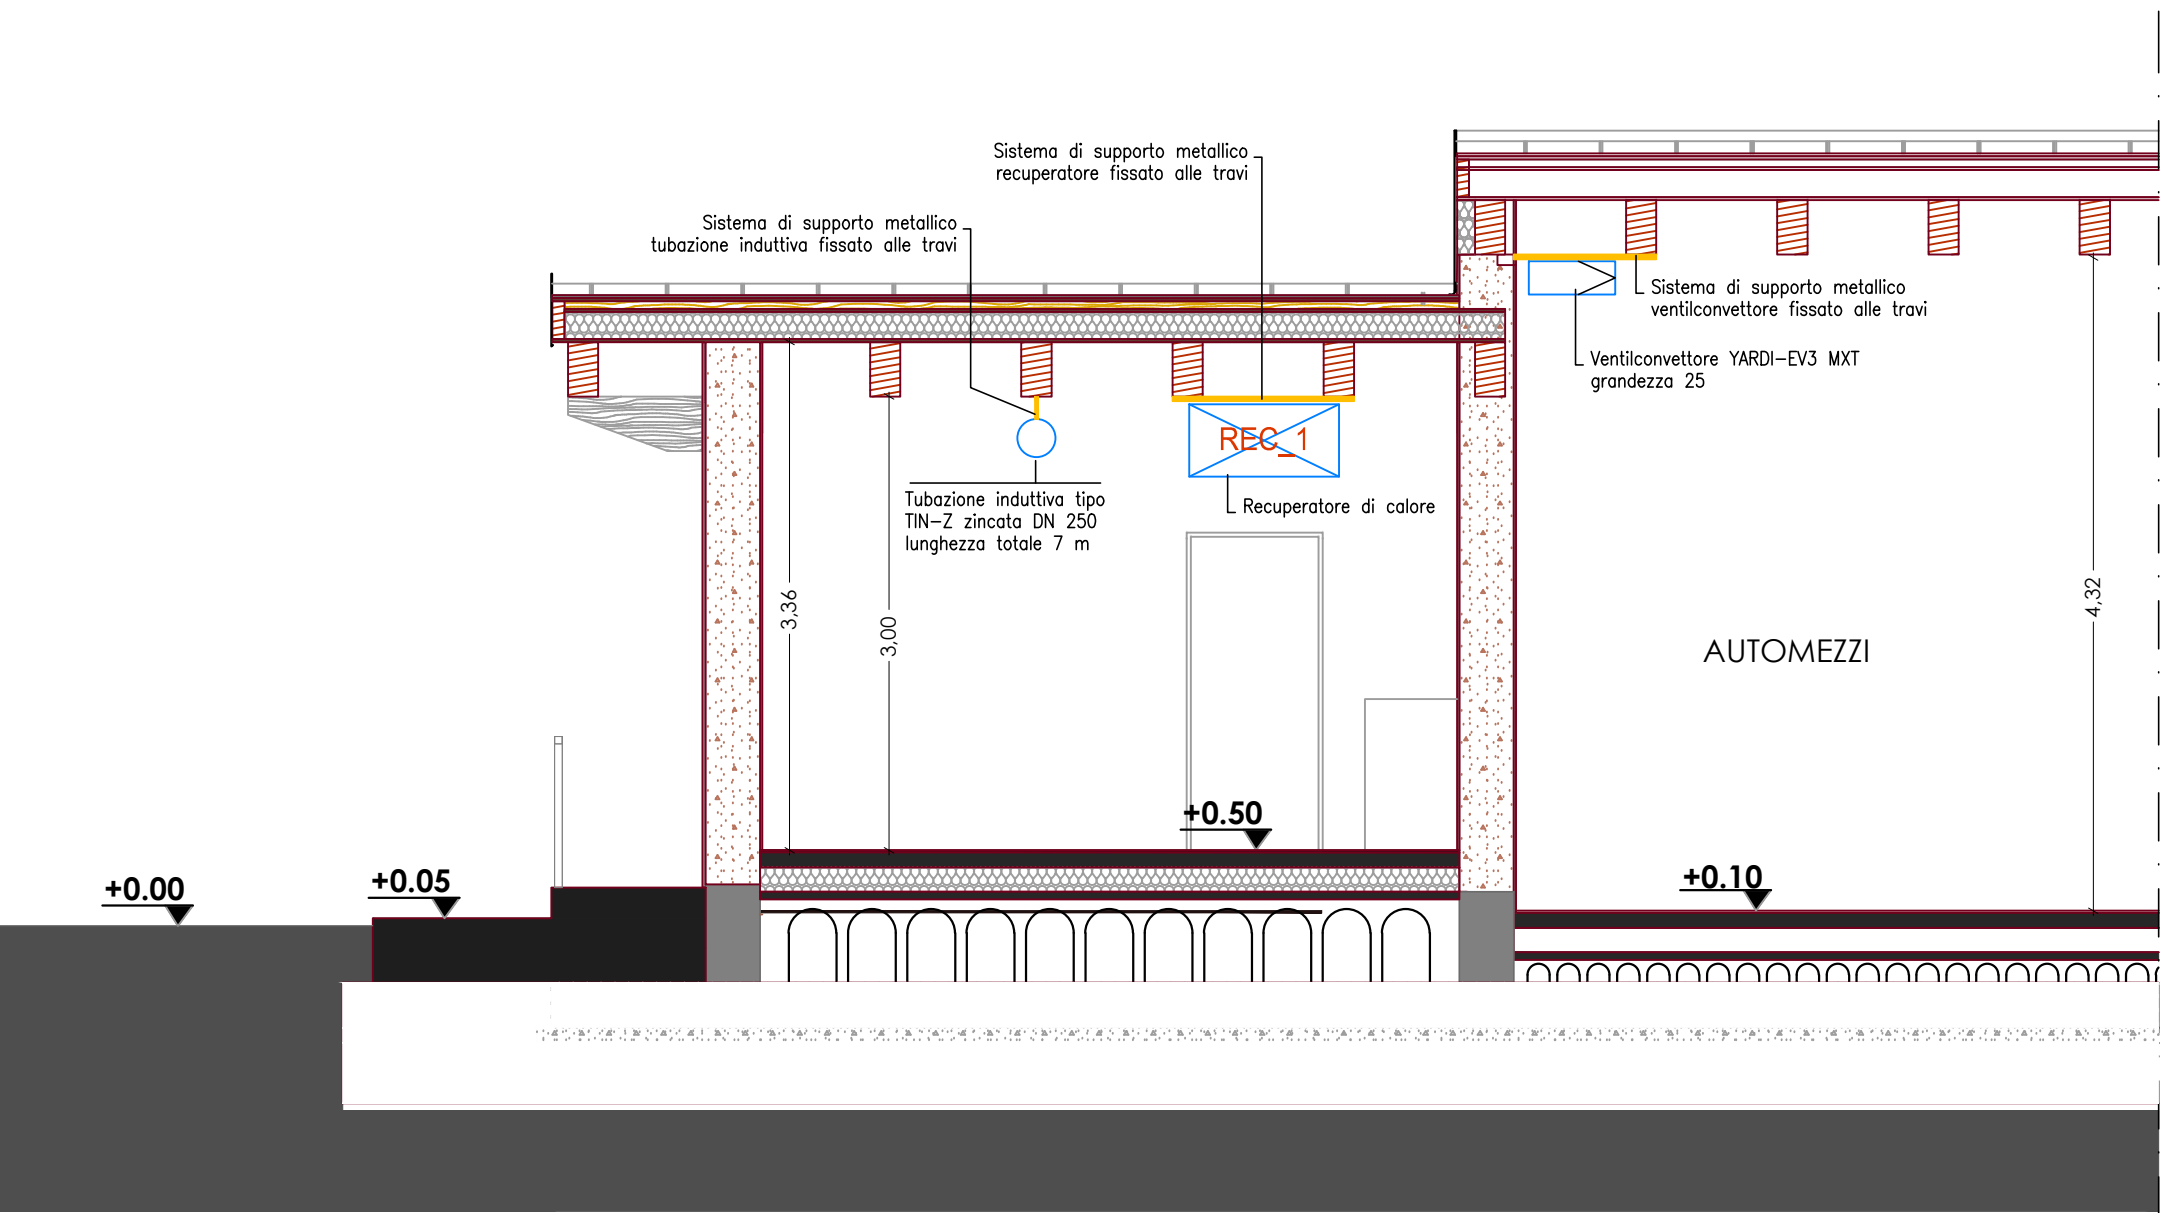 Sistema di supporto metallico
recuperatore fissato alle travi
Sistema di supporto metallico
tubazione induttiva fissato alle travi
Sistema di supporto metallico
ventilconvettore fissato alle travi
Ventilconvettore YARDI-EV3 MXT
grandezza 25
REC_1
Tubazione induttiva tipo
TIN-Z zincata DN 250
lunghezza totale 7 m
Recuperatore di calore
3,36
3,00
4,32
AUTOMEZZI
+0.50
+0.00
+0.05
+0.10